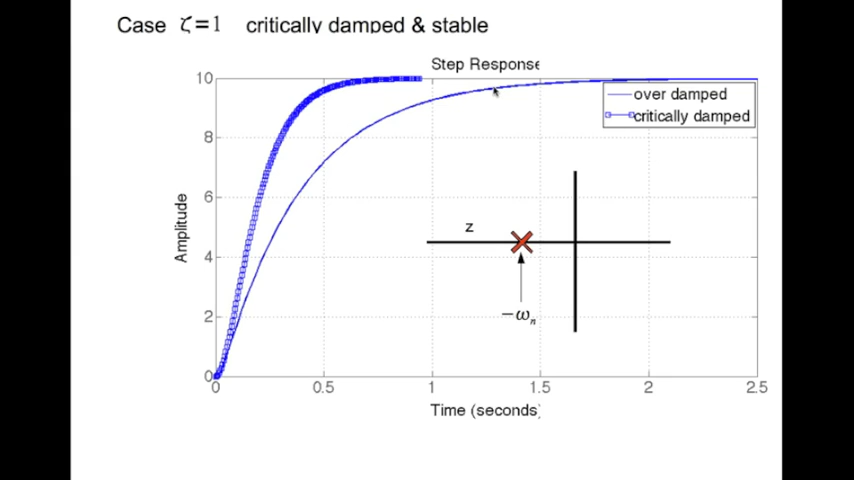 Case ζ=1 critically damped & stable
Step Response
10
8
6
4
2
0
Amplitude
over damped
critically damped
z
−ωn
0 0.5 1 1.5 2 2.5
Time (seconds)